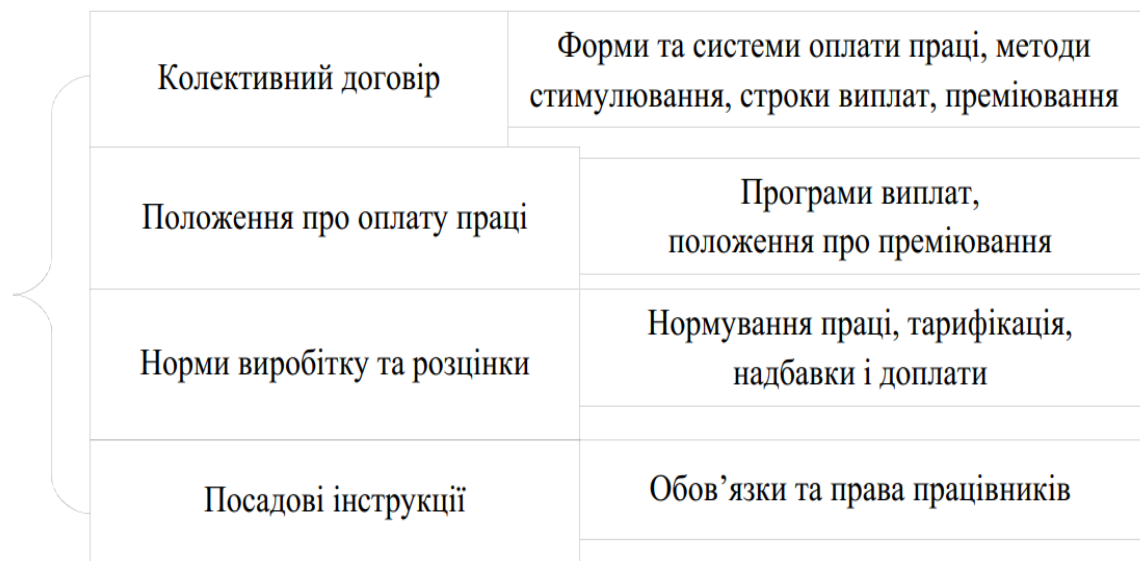 Колективний договір
Форми та системи оплати праці, методи
стимулювання, строки виплат, преміювання
Положення про оплату праці
Програми виплат,
положення про преміювання
Норми виробітку та розцінки
Нормування праці, тарифікація,
надбавки і доплати
Посадові інструкції
Обов’язки та права працівників